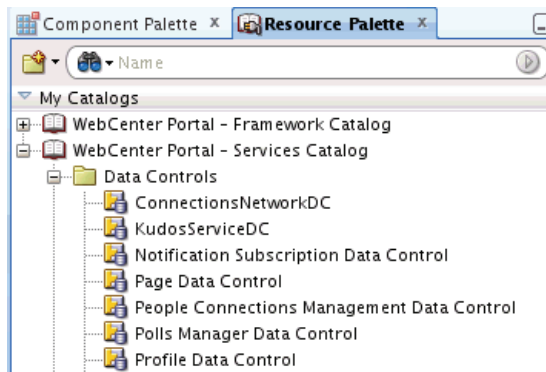 Component Palette x Resource Palette x
Name
My Catalogs
WebCenter Portal - Framework Catalog
WebCenter Portal - Services Catalog
Data Controls
ConnectionsNetworkDC
KudosServiceDC
Notification Subscription Data Control
Page Data Control
People Connections Management Data Control
Polls Manager Data Control
Profile Data Control